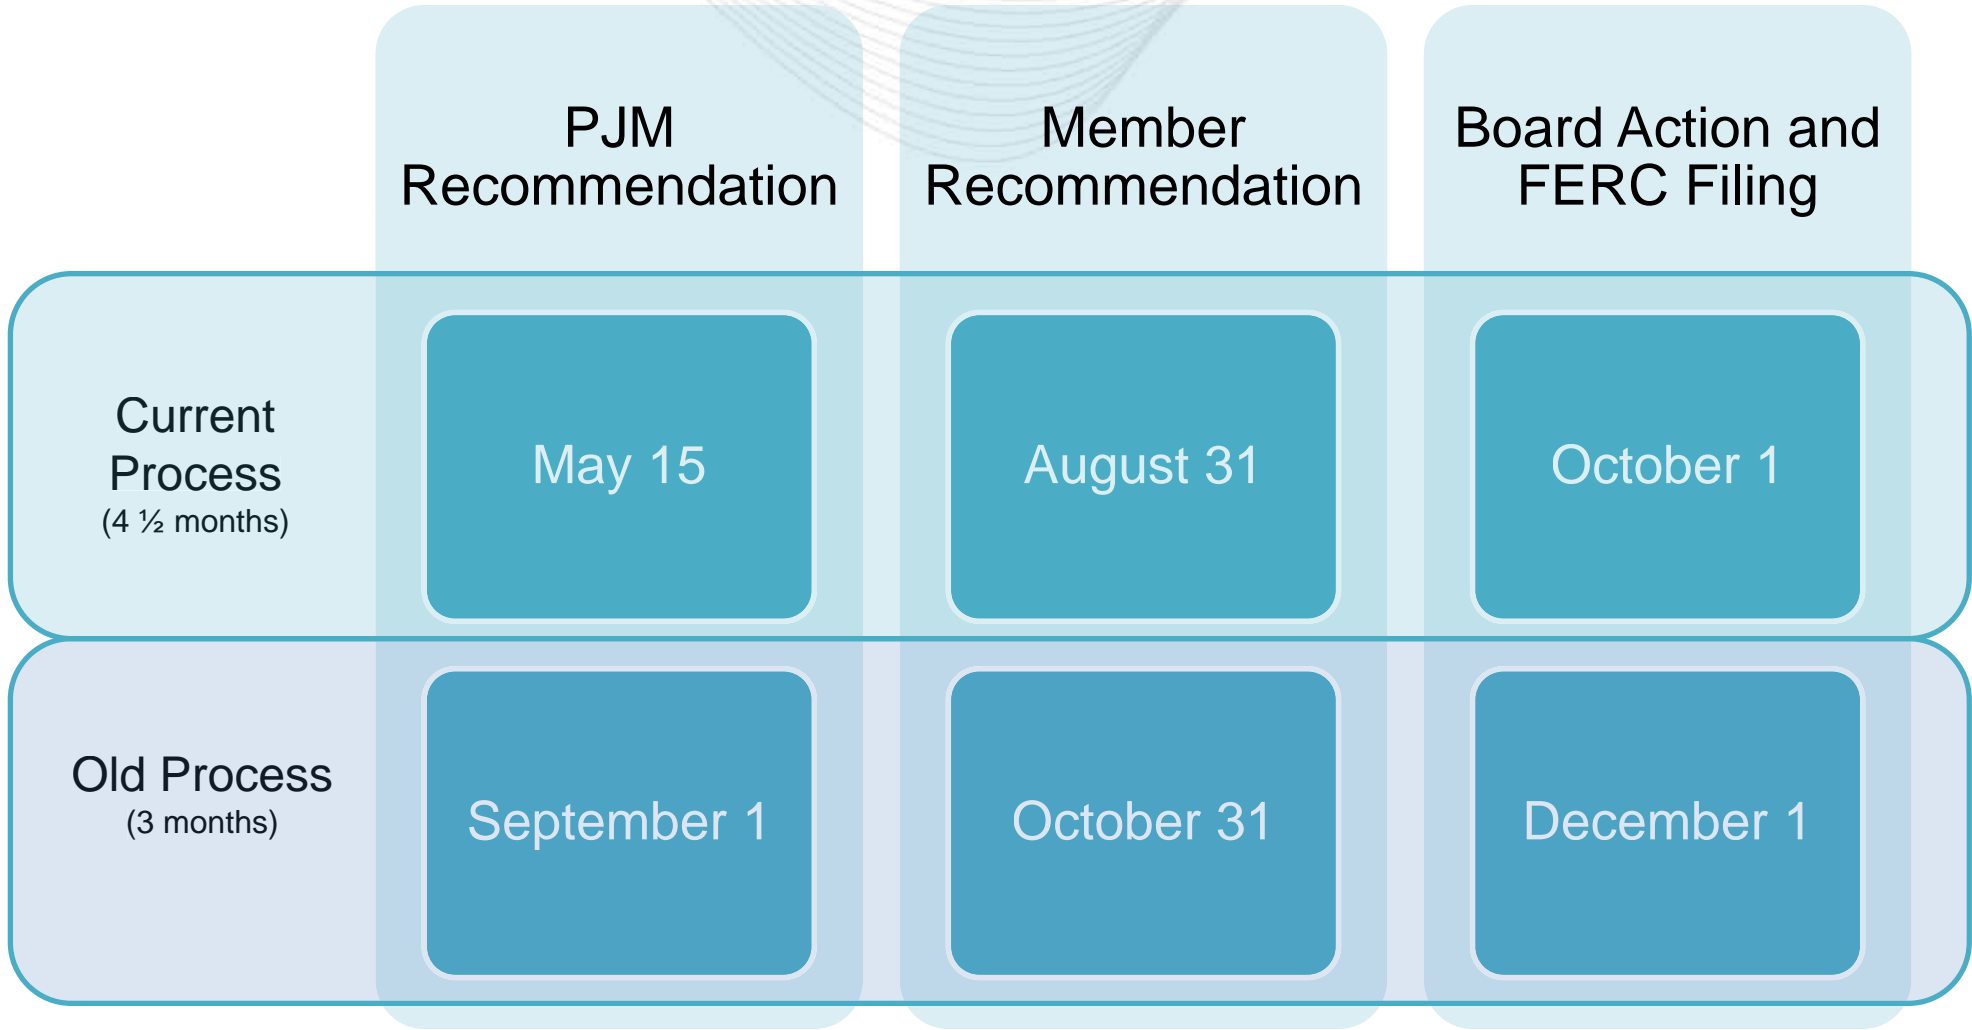 PJM
Recommendation
Member
Recommendation
Board Action and
FERC Filing
Current
Process
(4 ½ months)
May 15
August 31
October 1
Old Process
(3 months)
September 1
October 31
December 1